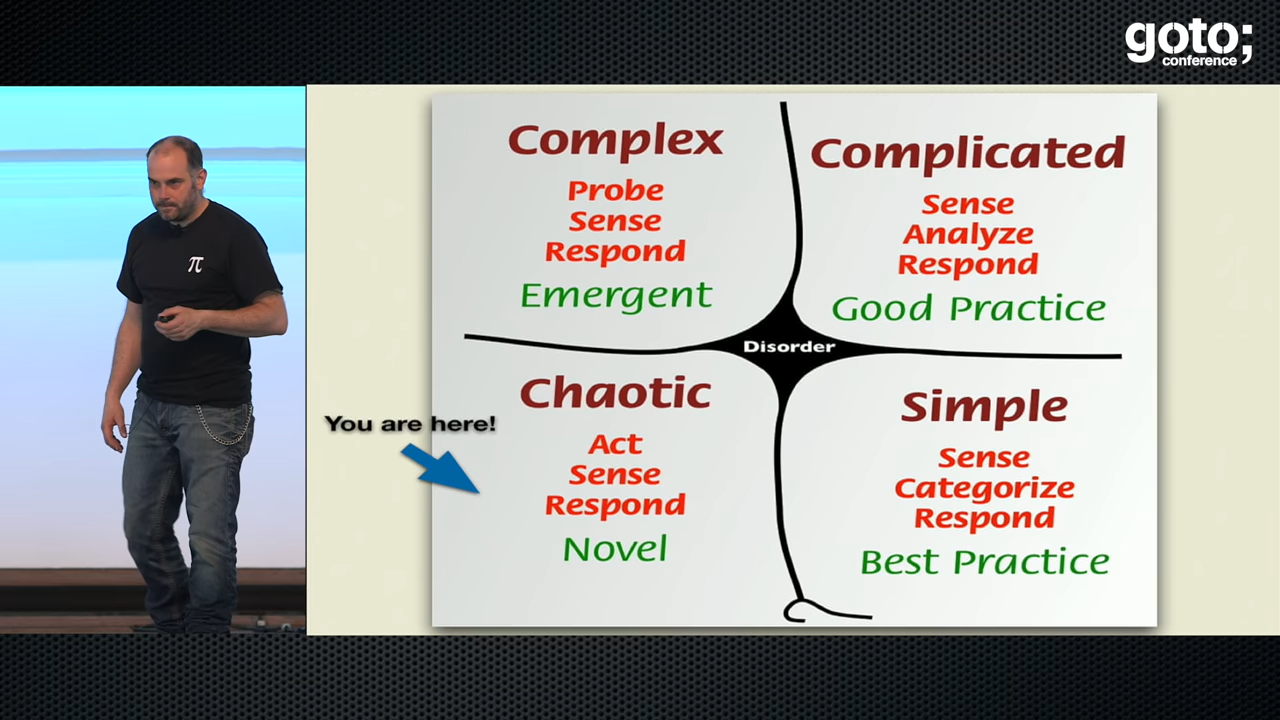 goto;
conference
π
Complex
Probe
Sense
Respond
Emergent
Complicated
Sense
Analyze
Respond
Good Practice
Disorder
You are here!
Chaotic
Act
Sense
Respond
Novel
Simple
Sense
Categorize
Respond
Best Practice